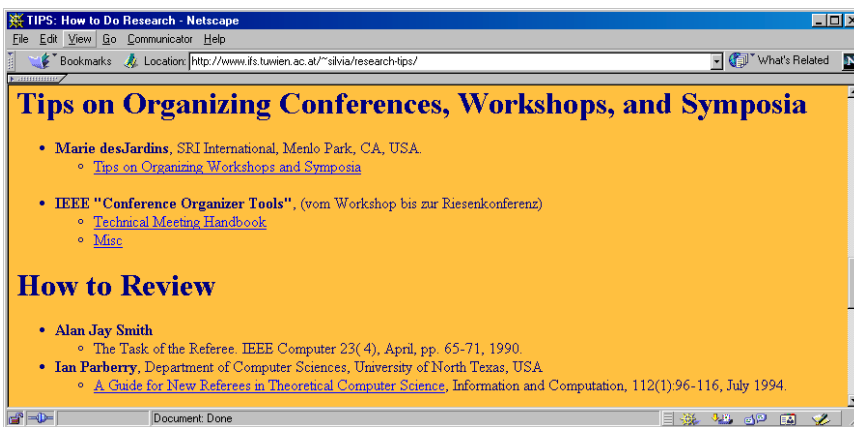 TIPS: How to Do Research - Netscape
File Edit View Go Communicator Help
Bookmarks Location: http://www.ifs.tuwien.ac.at/~silvia/research-tips/ What's Related
Tips on Organizing Conferences, Workshops, and Symposia
Marie desJardins, SRI International, Menlo Park, CA, USA.
Tips on Organizing Workshops and Symposia
IEEE "Conference Organizer Tools", (vom Workshop bis zur Riesenkonferenz)
Technical Meeting Handbook
Misc
How to Review
Alan Jay Smith
The Task of the Referee. IEEE Computer 23( 4), April, pp. 65-71, 1990.
Ian Parberry, Department of Computer Sciences, University of North Texas, USA
A Guide for New Referees in Theoretical Computer Science, Information and Computation, 112(1):96-116, July 1994.
Document: Done